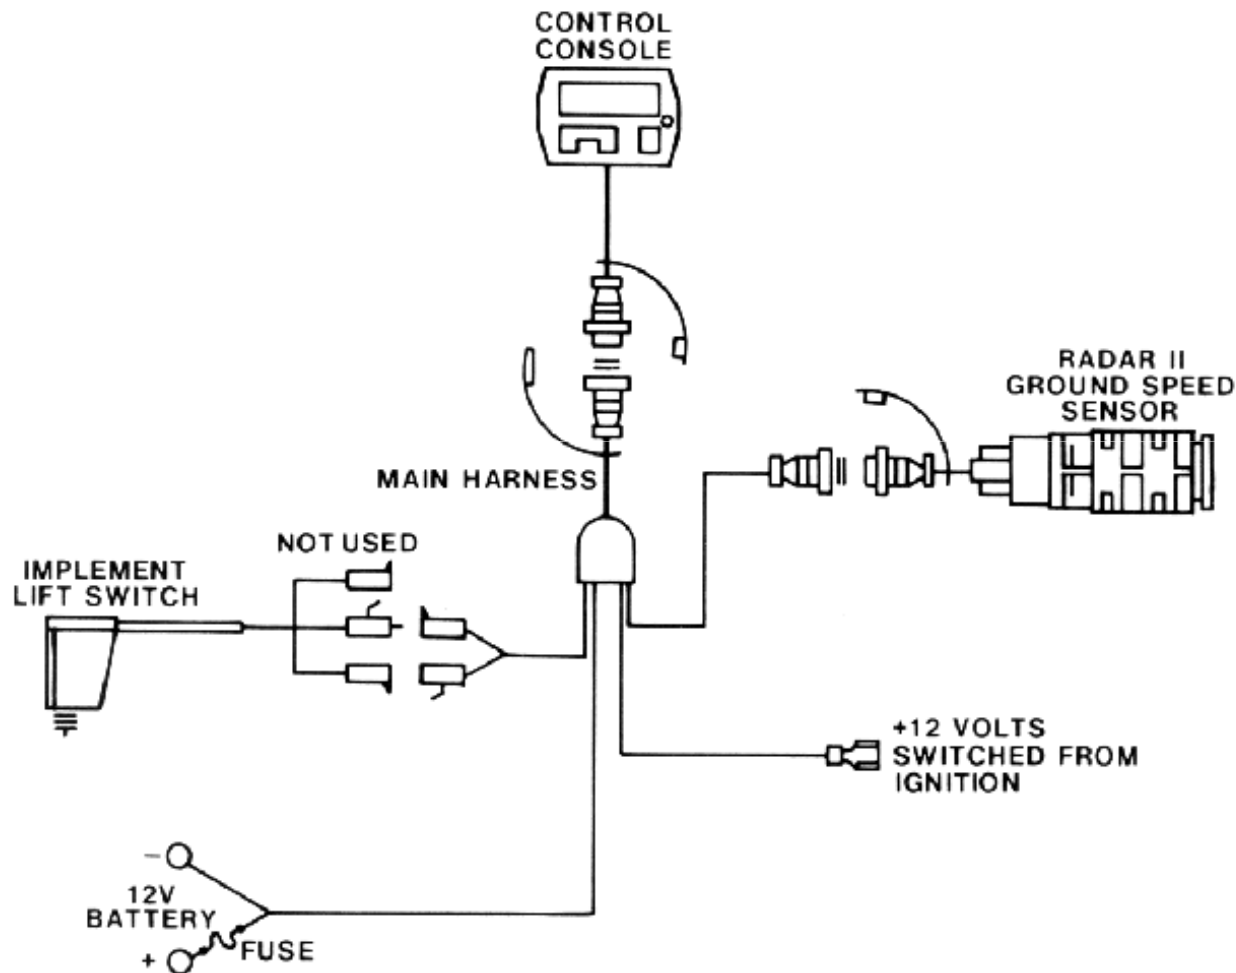 CONTROL
CONSOLE
RADAR II
GROUND SPEED
SENSOR
MAIN HARNESS
NOT USED
IMPLEMENT
LIFT SWITCH
+12 VOLTS
SWITCHED FROM
IGNITION
−
12V
BATTERY
+
FUSE